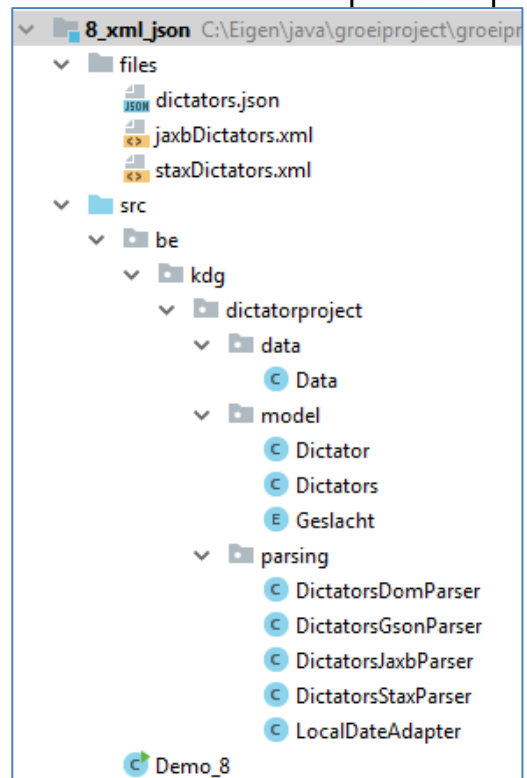 8_xml_json C:\Eigen\java\groeiproject\groeipr
files
JSON dictators.json
<> jaxbDictators.xml
<> staxDictators.xml
src
be
kdg
dictatorproject
data
C Data
model
C Dictator
C Dictators
E Geslacht
parsing
C DictatorsDomParser
C DictatorsGsonParser
C DictatorsJaxbParser
C DictatorsStaxParser
C LocalDateAdapter
C Demo_8